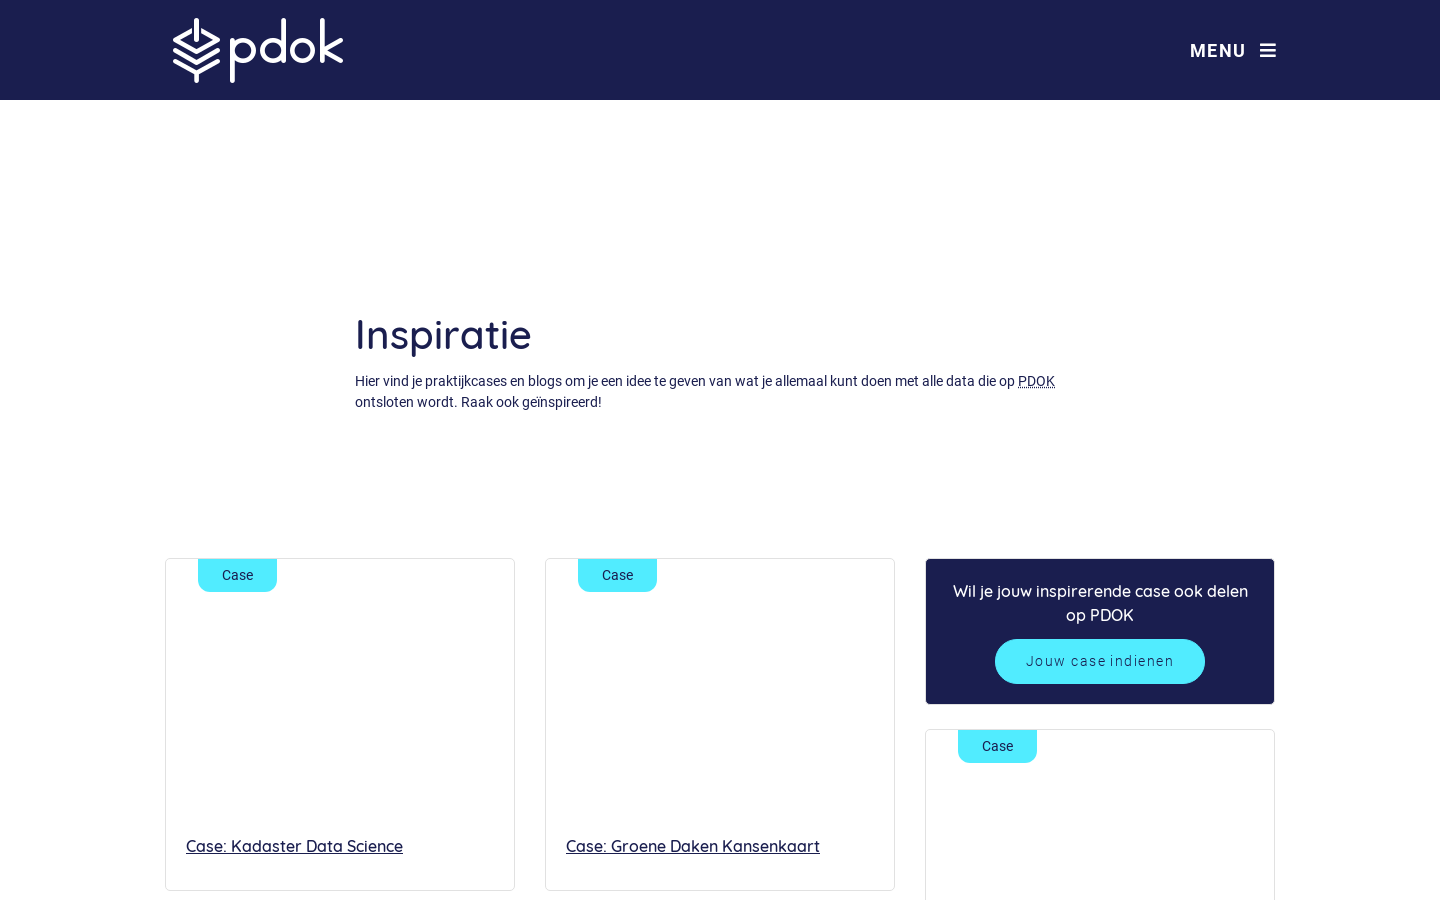 pdok
MENU
Inspiratie
Hier vind je praktijkcases en blogs om je een idee te geven van wat je allemaal kunt doen met alle data die op PDOK
ontsloten wordt. Raak ook geïnspireerd!
Case
Case: Kadaster Data Science
Case
Case: Groene Daken Kansenkaart
Wil je jouw inspirerende case ook delen
op PDOK
Jouw case indienen
Case